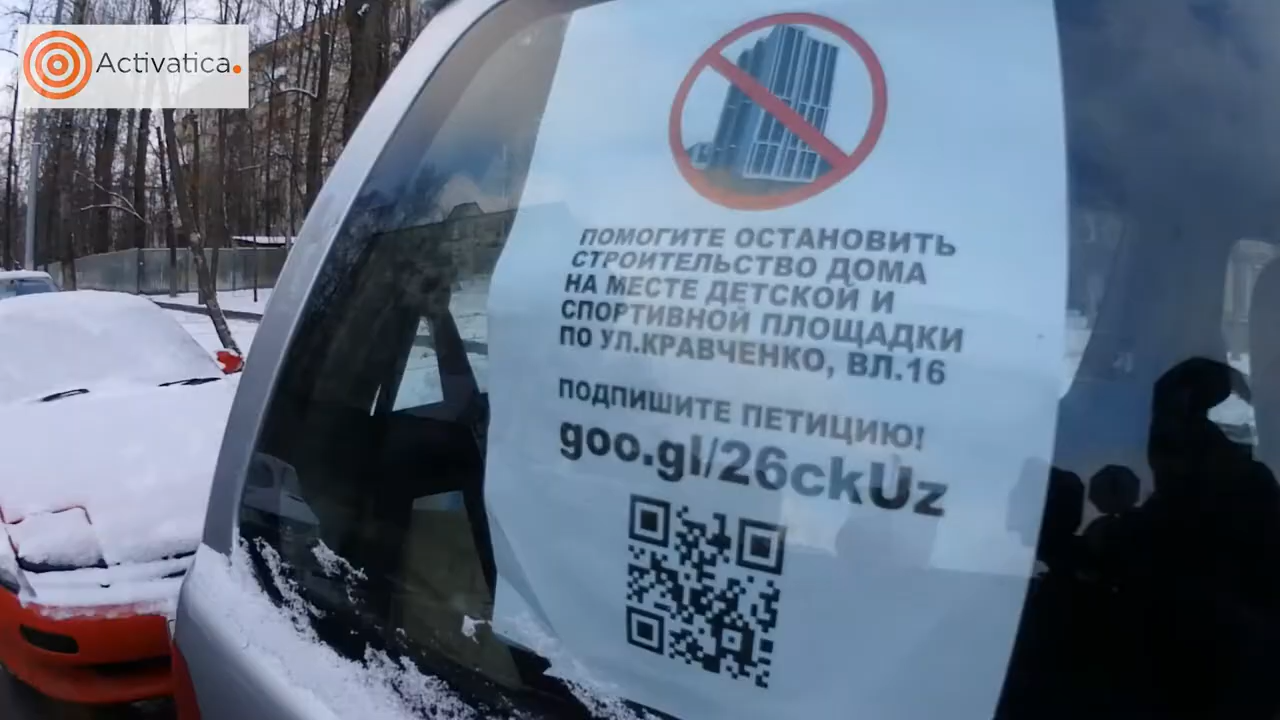 Activatica.
ПОМОГИТЕ ОСТАНОВИТЬ
СТРОИТЕЛЬСТВО ДОМА
НА МЕСТЕ ДЕТСКОЙ И
СПОРТИВНОЙ ПЛОЩАДКИ
ПО УЛ.КРАВЧЕНКО, ВЛ.16
ПОДПИШИТЕ ПЕТИЦИЮ!
goo.gl/26ckUz